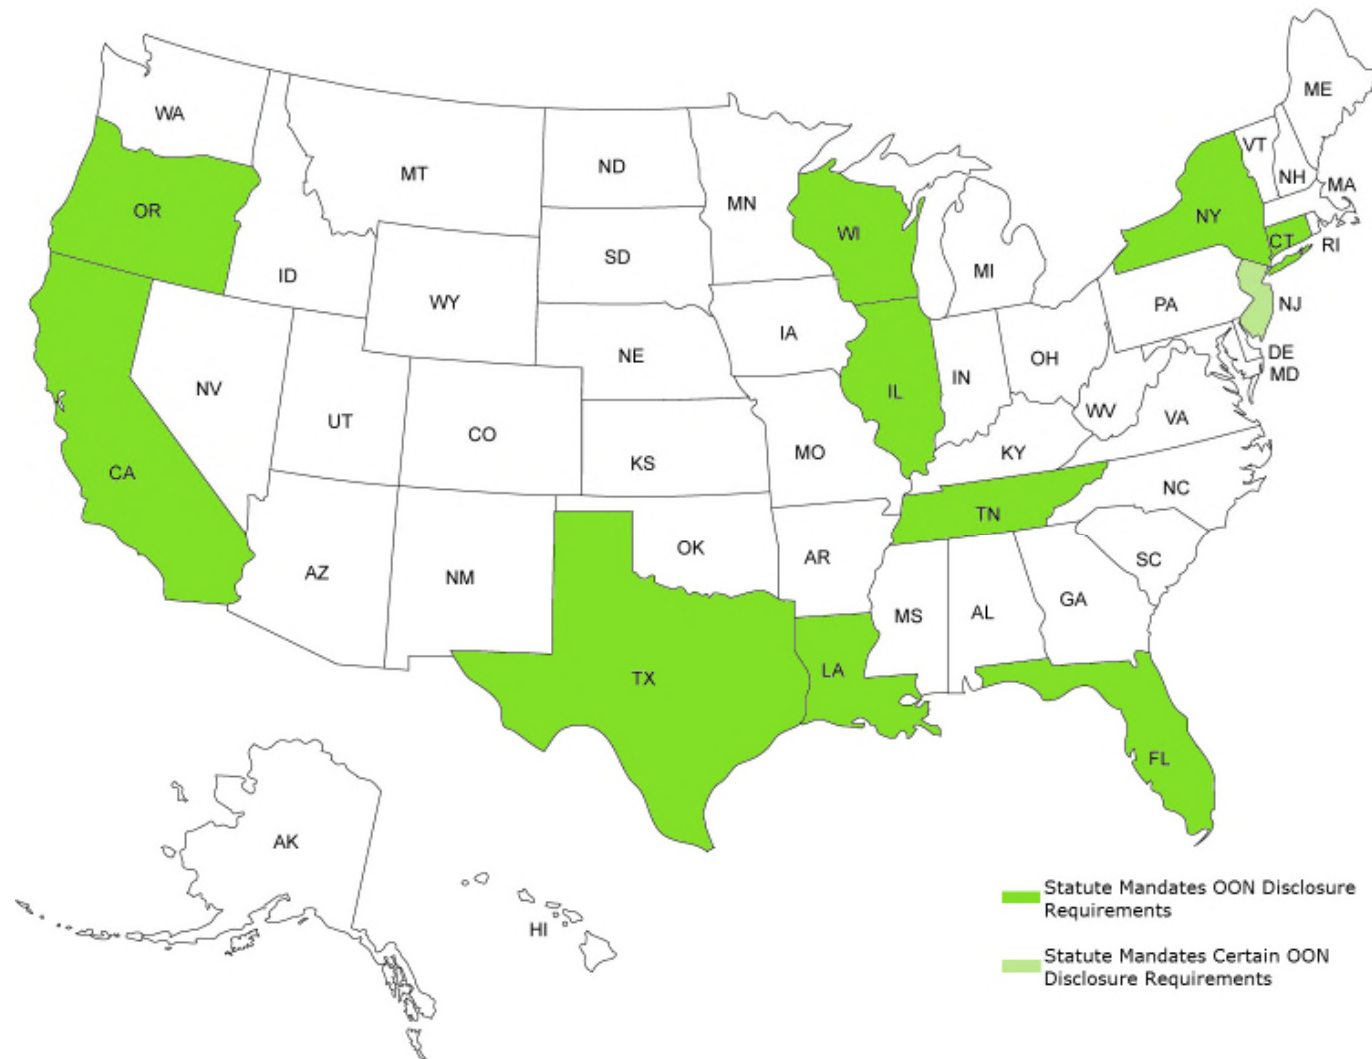 ME
WA
VT
MT
ND
NH
MA
MN
OR
NY
WI
CT
RI
SD
MI
ID
WY
PA
NJ
IA
NE
OH
DE
MD
IN
NV
IL
WV
VA
UT
CO
MO
KY
KS
CA
NC
TN
OK
AR
SC
AZ
NM
GA
MS
AL
LA
TX
FL
AK
HI
Statute Mandates OON Disclosure
Requirements
Statute Mandates Certain OON
Disclosure Requirements